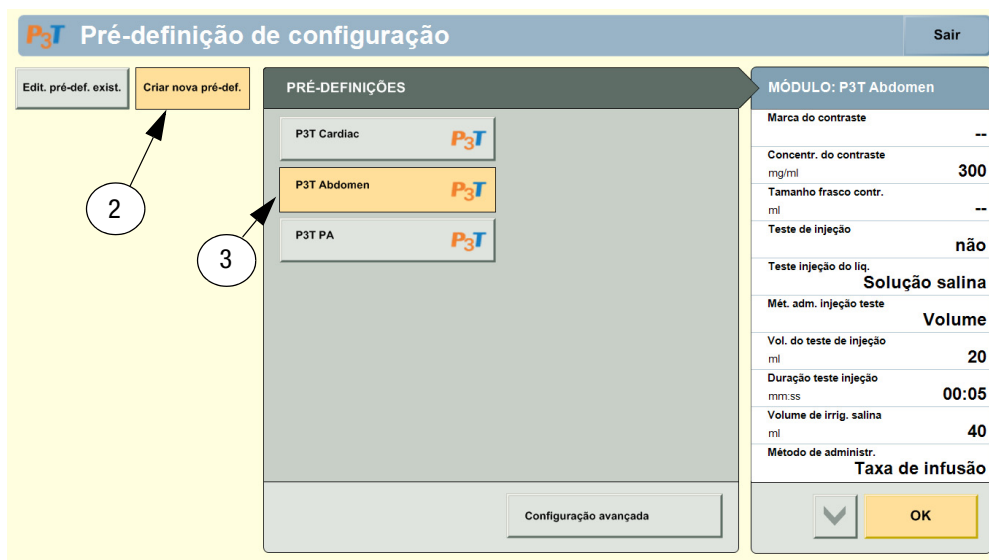 P3T Pré-definição de configuração
Sair
Edit. pré-def. exist.
Criar nova pré-def.
2
3
PRÉ-DEFINIÇÕES
P3T Cardiac P3T
P3T Abdomen P3T
P3T PA P3T
Configuração avançada
MÓDULO: P3T Abdomen
Marca do contraste
--
Concentr. do contraste
mg/ml 300
Tamanho frasco contr.
ml --
Teste de injeção
não
Teste injeção do líq.
Solução salina
Mét. adm. injeção teste
Volume
Vol. do teste de injeção
ml 20
Duração teste injeção
mm:ss 00:05
Volume de irrig. salina
ml 40
Método de administr.
Taxa de infusão
OK